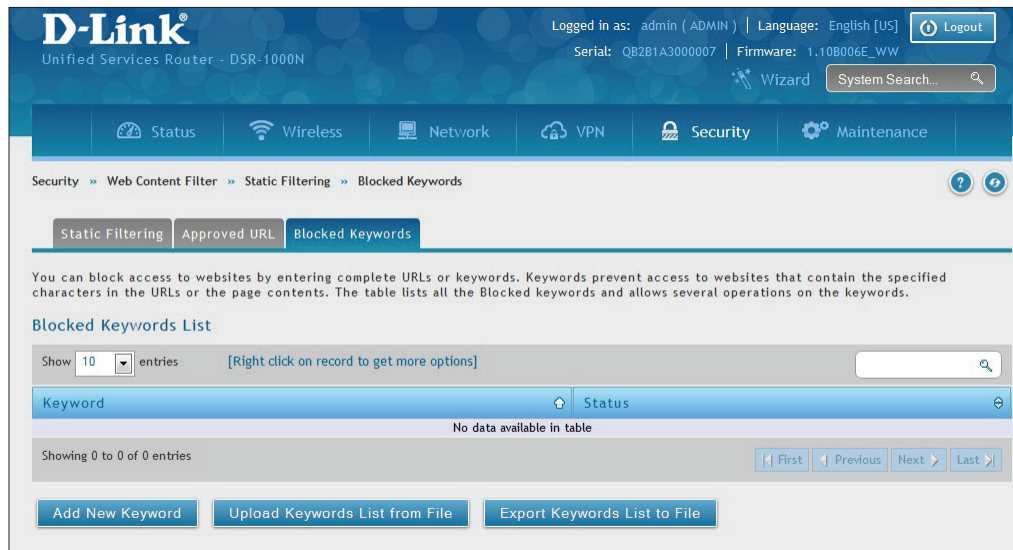 D-Link®
Unified Services Router - DSR-1000N
Logged in as: admin ( ADMIN ) | Language: English [US]
Logout
Serial: QB2B1A3000007 | Firmware: 1.10B006E_WW
Wizard
System Search...
Status
Wireless
Network
VPN
Security
Maintenance
Security » Web Content Filter » Static Filtering » Blocked Keywords
?
Static Filtering
Approved URL
Blocked Keywords
You can block access to websites by entering complete URLs or keywords. Keywords prevent access to websites that contain the specified
characters in the URLs or the page contents. The table lists all the Blocked keywords and allows several operations on the keywords.
Blocked Keywords List
Show 10 entries
[Right click on record to get more options]
Keyword
Status
No data available in table
Showing 0 to 0 of 0 entries
First
Previous
Next
Last
Add New Keyword
Upload Keywords List from File
Export Keywords List to File